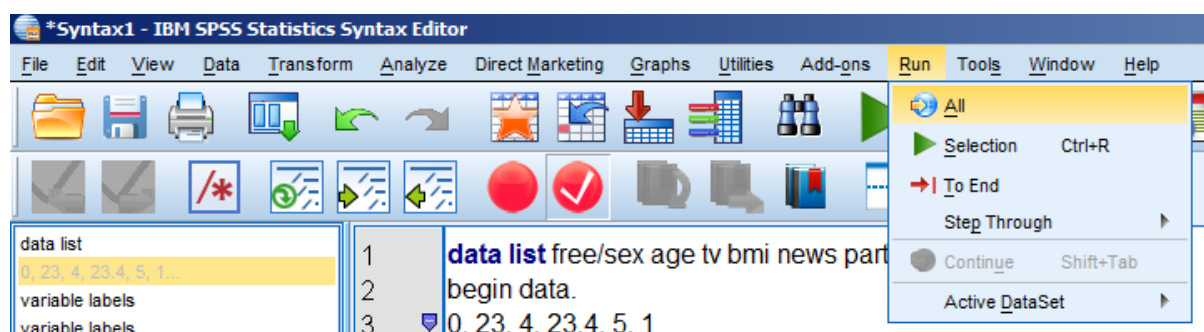 *Syntax1 - IBM SPSS Statistics Syntax Editor
File Edit View Data Transform Analyze Direct Marketing Graphs Utilities Add-ons Run Tools Window Help
All
Selection Ctrl+R
To End
Step Through
Continue Shift+Tab
Active DataSet
/*
data list
0, 23, 4, 23.4, 5, 1...
variable labels
variable labels
1 data list free/sex age tv bmi news part
2 begin data.
3 0, 23, 4, 23.4, 5, 1